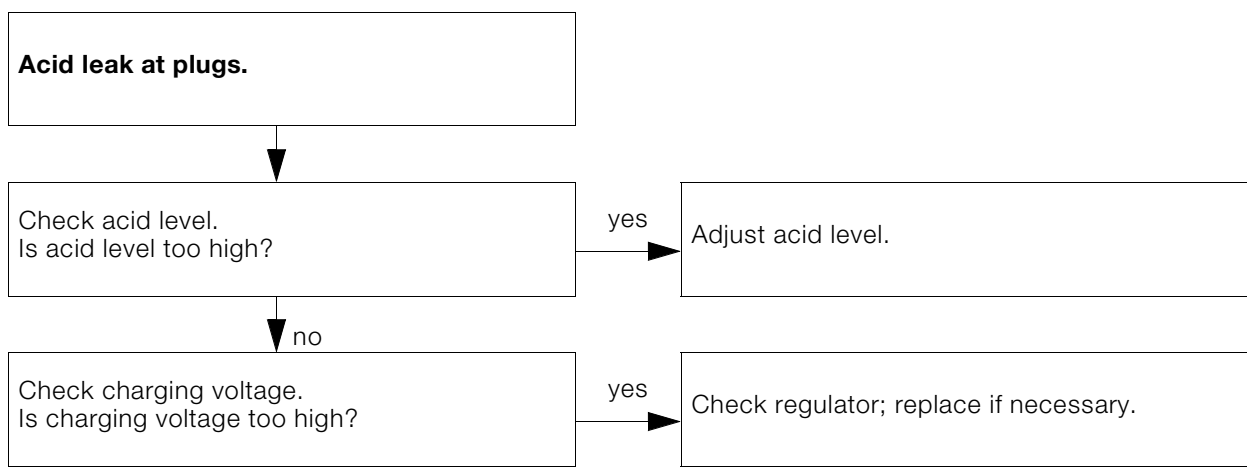 Acid leak at plugs.
Check acid level.
Is acid level too high?
yes
Adjust acid level.
no
Check charging voltage.
Is charging voltage too high?
yes
Check regulator; replace if necessary.